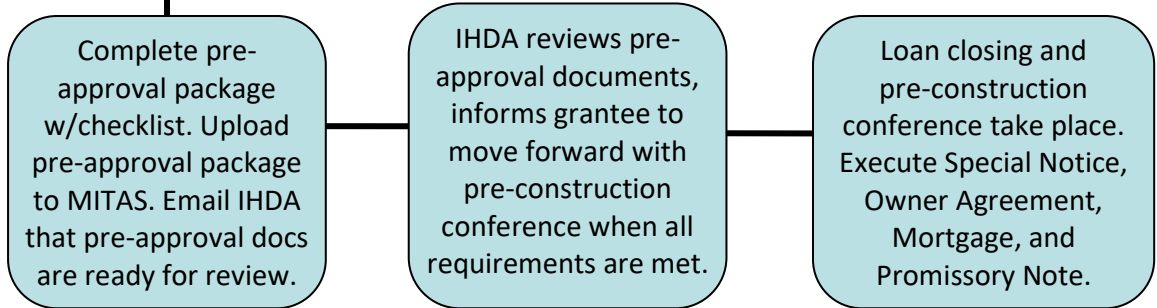 Complete pre-
approval package
w/checklist. Upload
pre-approval package
to MITAS. Email IHDA
that pre-approval docs
are ready for review.
IHDA reviews pre-
approval documents,
informs grantee to
move forward with
pre-construction
conference when all
requirements are met.
Loan closing and
pre-construction
conference take place.
Execute Special Notice,
Owner Agreement,
Mortgage, and
Promissory Note.